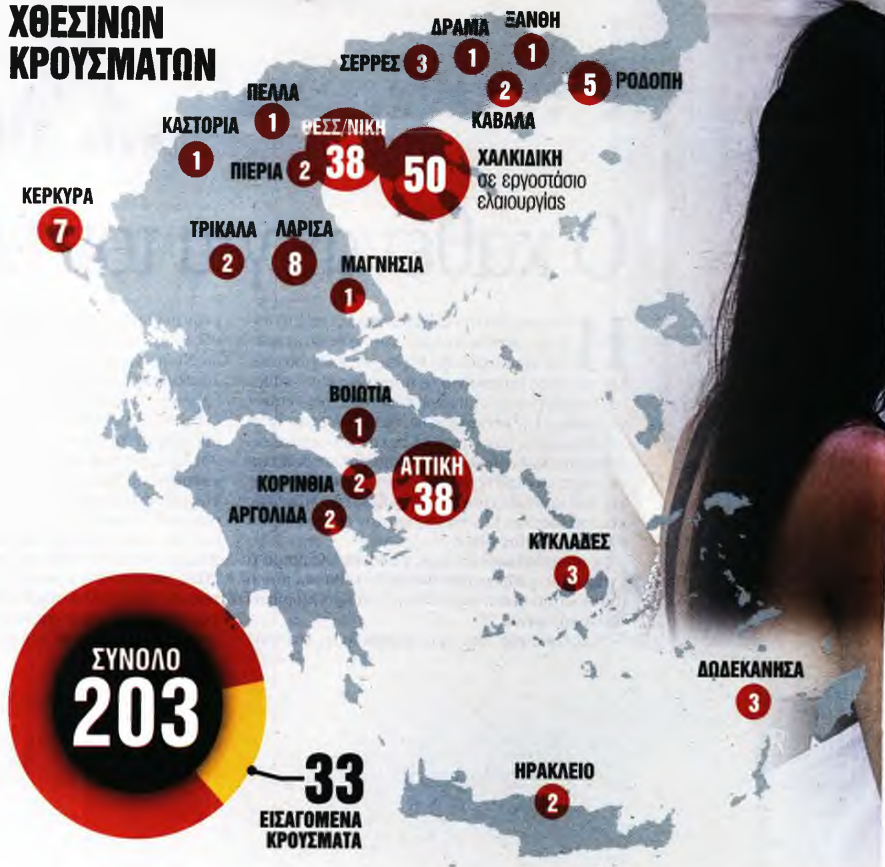 ΧΘΕΣΙΝΩΝ
ΚΡΟΥΣΜΑΤΩΝ
ΔΡΑΜΑ
1
ΞΑΝΘΗ
1
ΣΕΡΡΕΣ 3
2
ΚΑΒΑΛΑ
5 ΡΟΔΟΠΗ
ΠΕΛΛΑ
1
ΚΑΣΤΟΡΙΑ
1
ΘΕΣΣ/ΝΙΚΗ
38
ΠΙΕΡΙΑ 2
50
ΧΑΛΚΙΔΙΚΗ
σε εργοστάσιο
ελαιουργίας
ΚΕΡΚΥΡΑ
7
ΤΡΙΚΑΛΑ
2
ΛΑΡΙΣΑ
8
ΜΑΓΝΗΣΙΑ
1
ΒΟΙΩΤΙΑ
1
ΑΤΤΙΚΗ
38
ΚΟΡΙΝΘΙΑ 2
ΑΡΓΟΛΙΔΑ 2
ΚΥΚΛΑΔΕΣ
3
ΔΩΔΕΚΑΝΗΣΑ
3
ΗΡΑΚΛΕΙΟ
2
ΣΥΝΟΛΟ
203
33
ΕΙΣΑΓΟΜΕΝΑ
ΚΡΟΥΣΜΑΤΑ